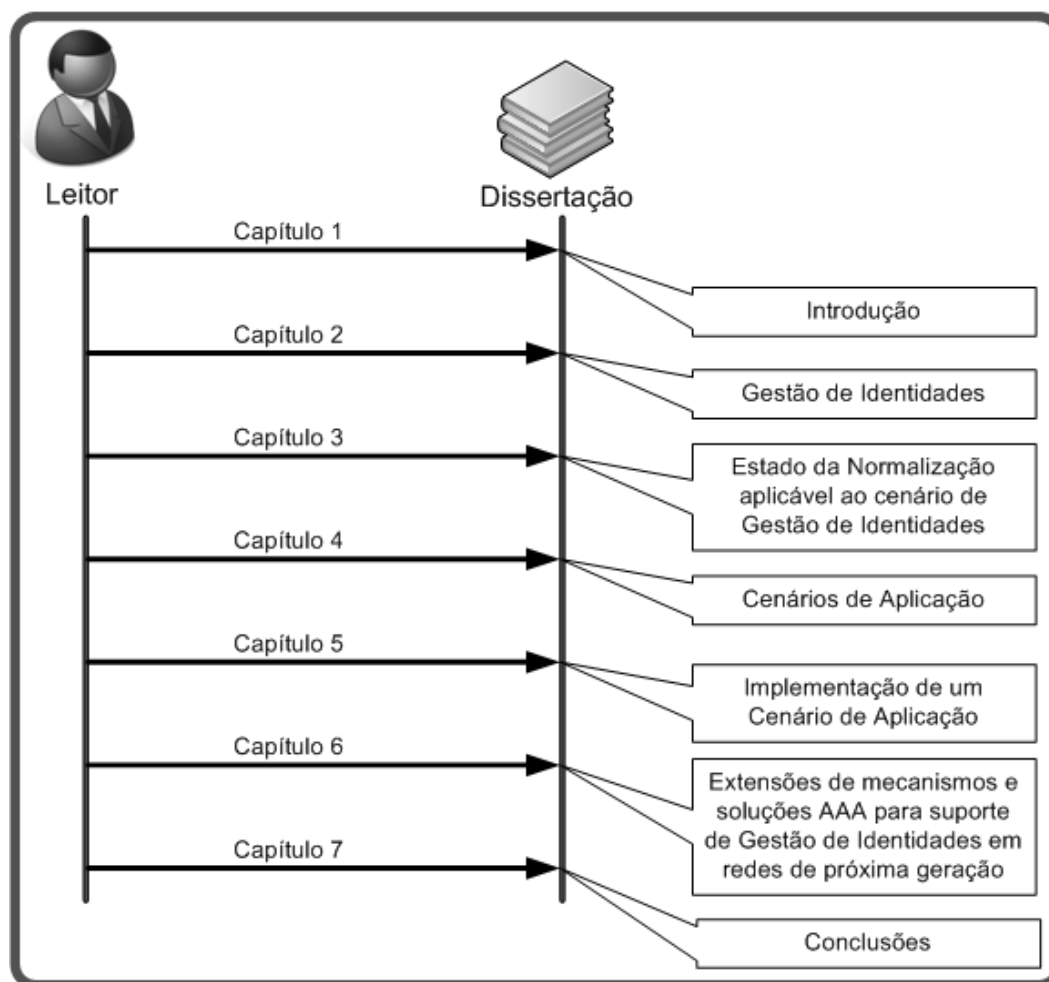 Leitor
Dissertação
Capítulo 1
Introdução
Capítulo 2
Gestão de Identidades
Capítulo 3
Estado da Normalização
aplicável ao cenário de
Gestão de Identidades
Capítulo 4
Cenários de Aplicação
Capítulo 5
Implementação de um
Cenário de Aplicação
Capítulo 6
Extensões de mecanismos e
soluções AAA para suporte
de Gestão de Identidades em
redes de próxima geração
Capítulo 7
Conclusões